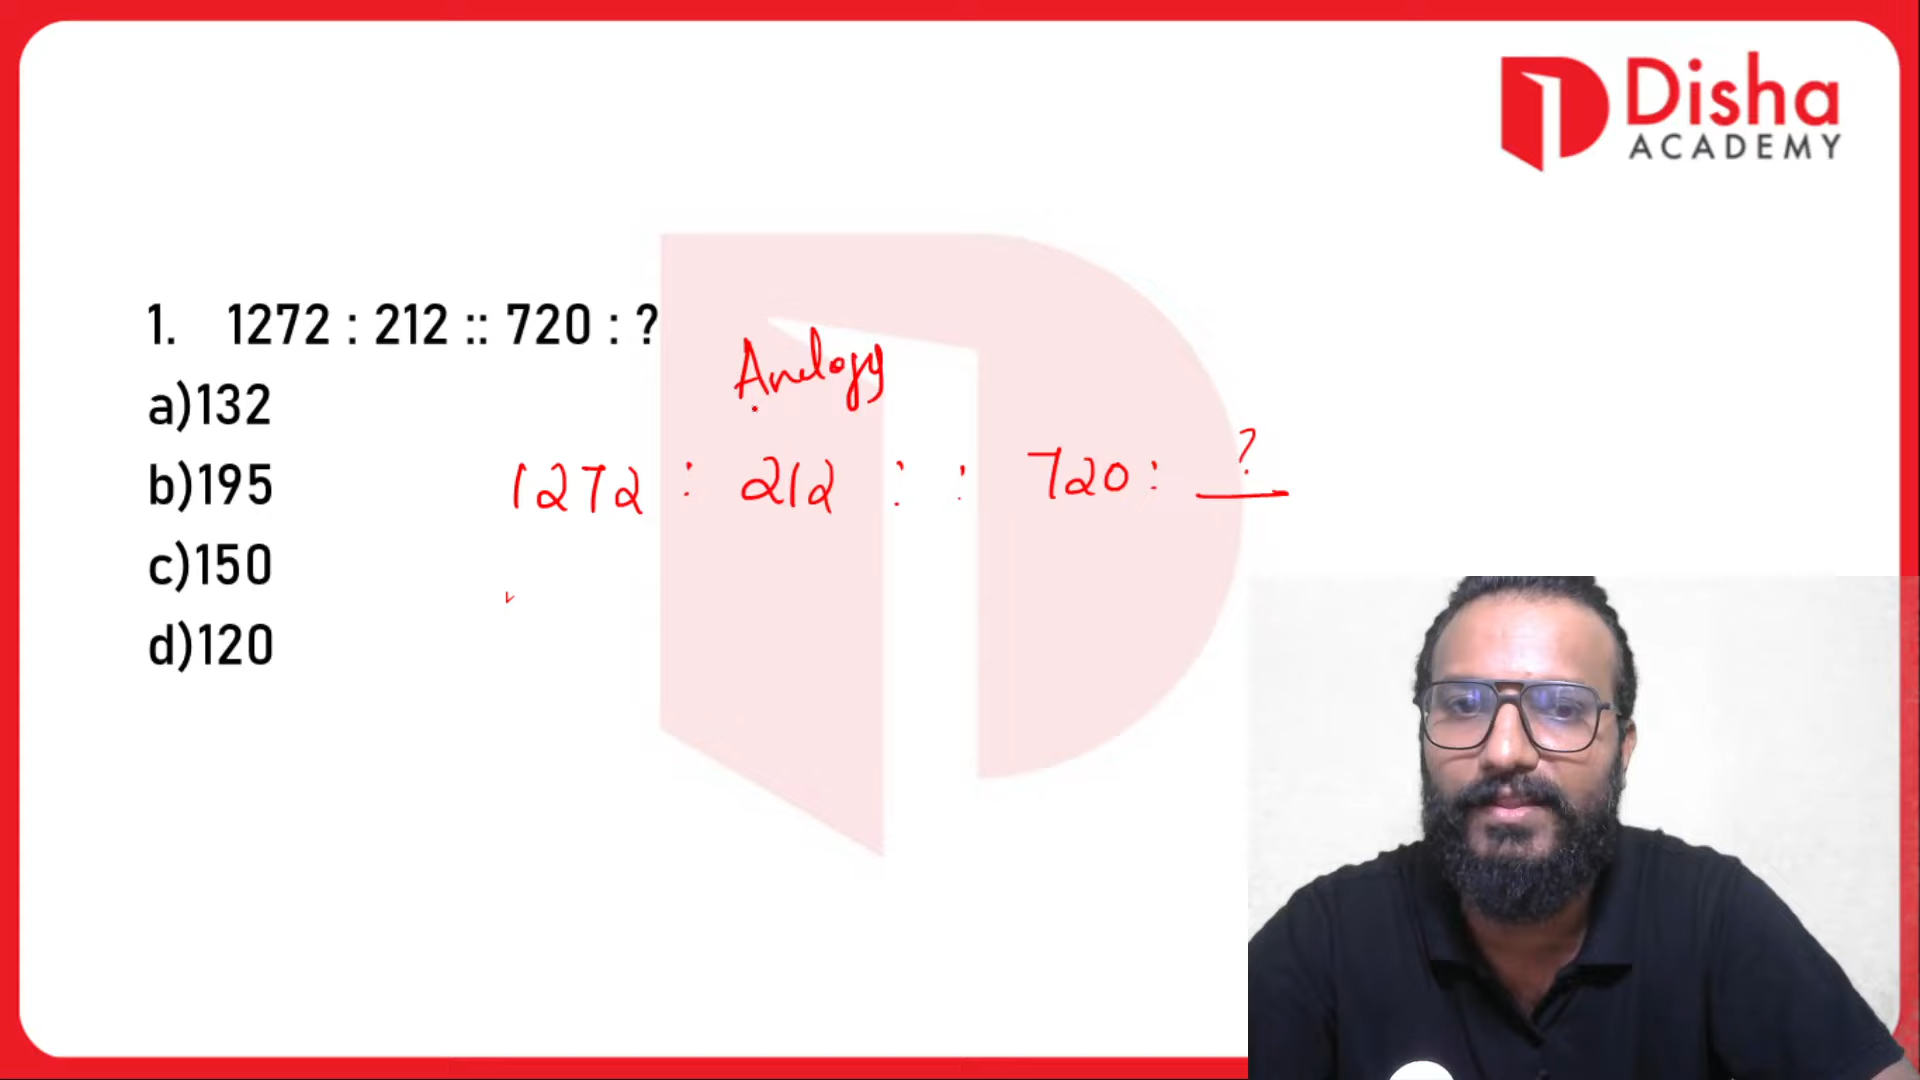 Disha
ACADEMY
1. 1272 : 212 :: 720 : ?
Analogy
a)132
1272 : 212 : : 720 : ?
b)195
c)150
d)120